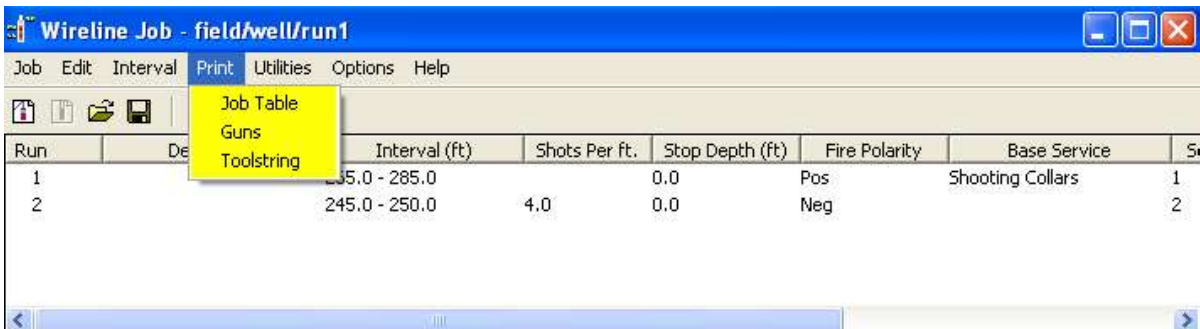 Wireline Job - field/well/run1
Job Edit Interval Print Utilities Options Help
Job Table
Guns
Toolstring
Run De Interval (ft) Shots Per ft. Stop Depth (ft) Fire Polarity Base Service
1 285.0 0.0 Pos Shooting Collars 1
2 245.0 - 250.0 4.0 0.0 Neg 2